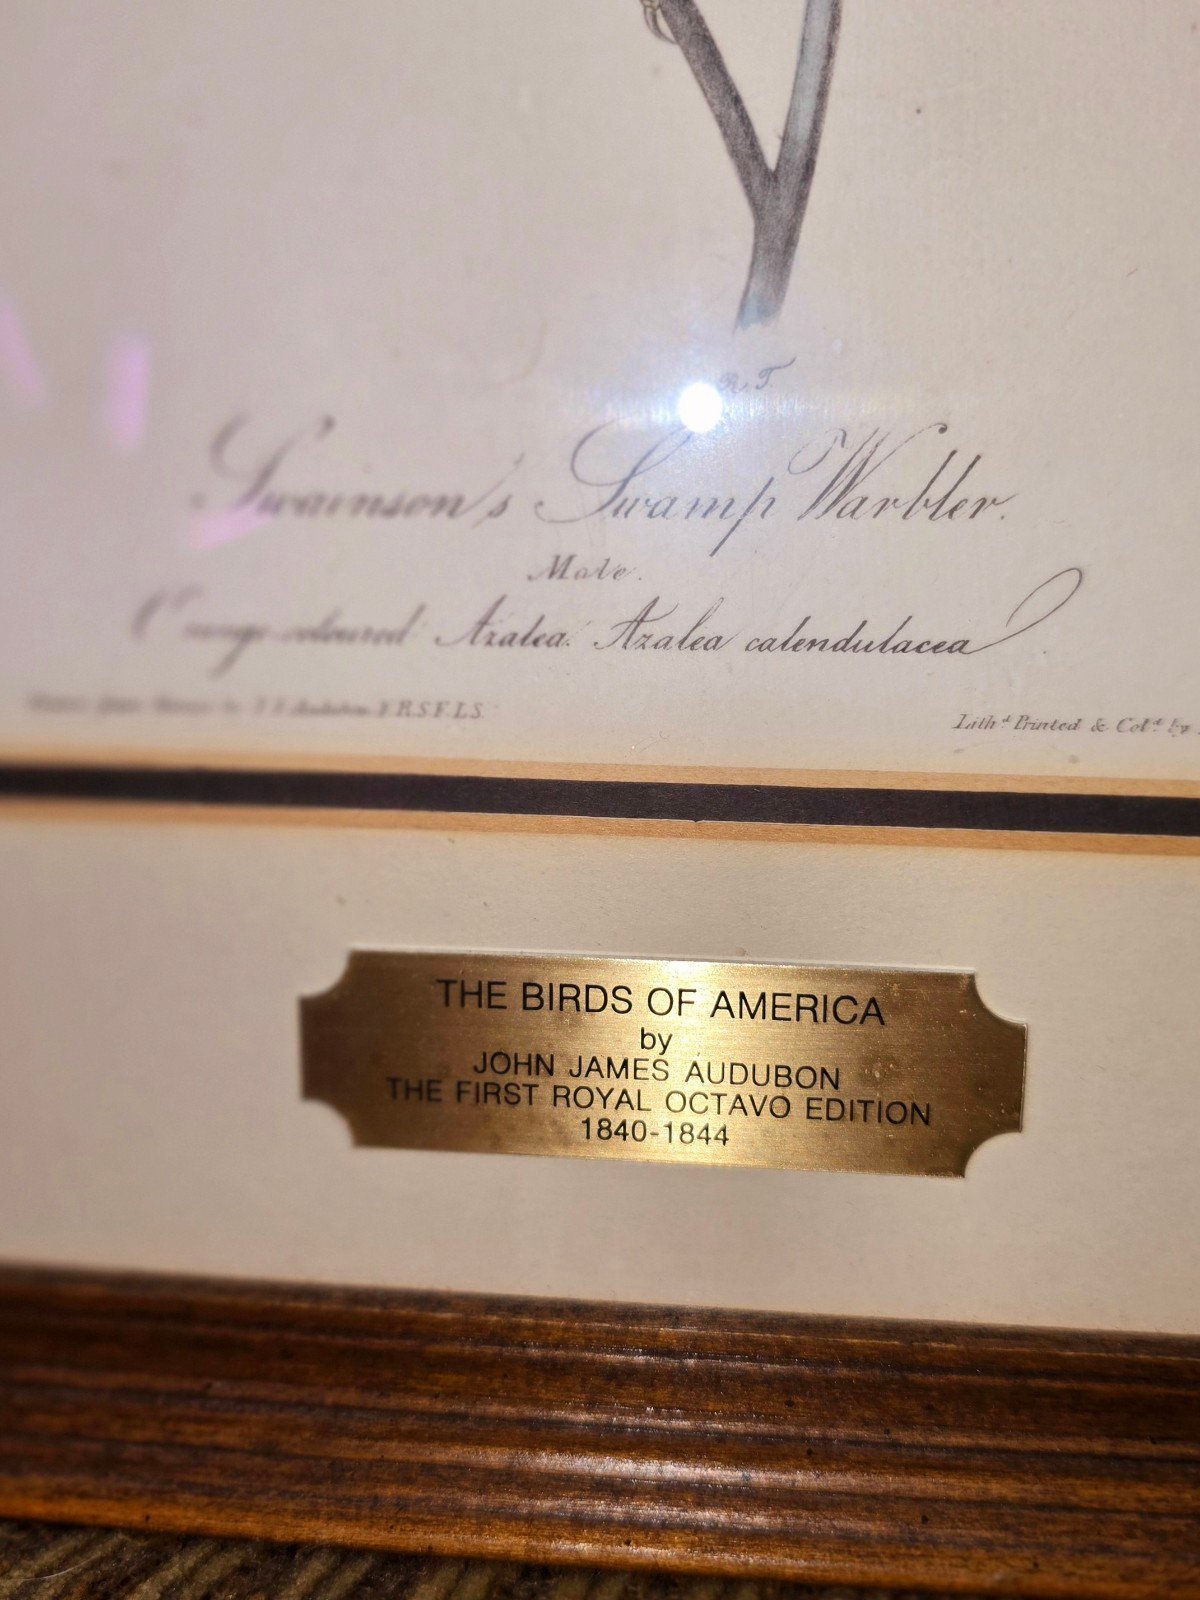 R. T.
Swainson's Swamp Warbler.
Male.
Orange-coloured Azalea. Azalea calendulacea
Audubon. F.R.S.F.L.S.
Lith.d Printed & Col.d by
THE BIRDS OF AMERICA
by
JOHN JAMES AUDUBON
THE FIRST ROYAL OCTAVO EDITION
1840-1844